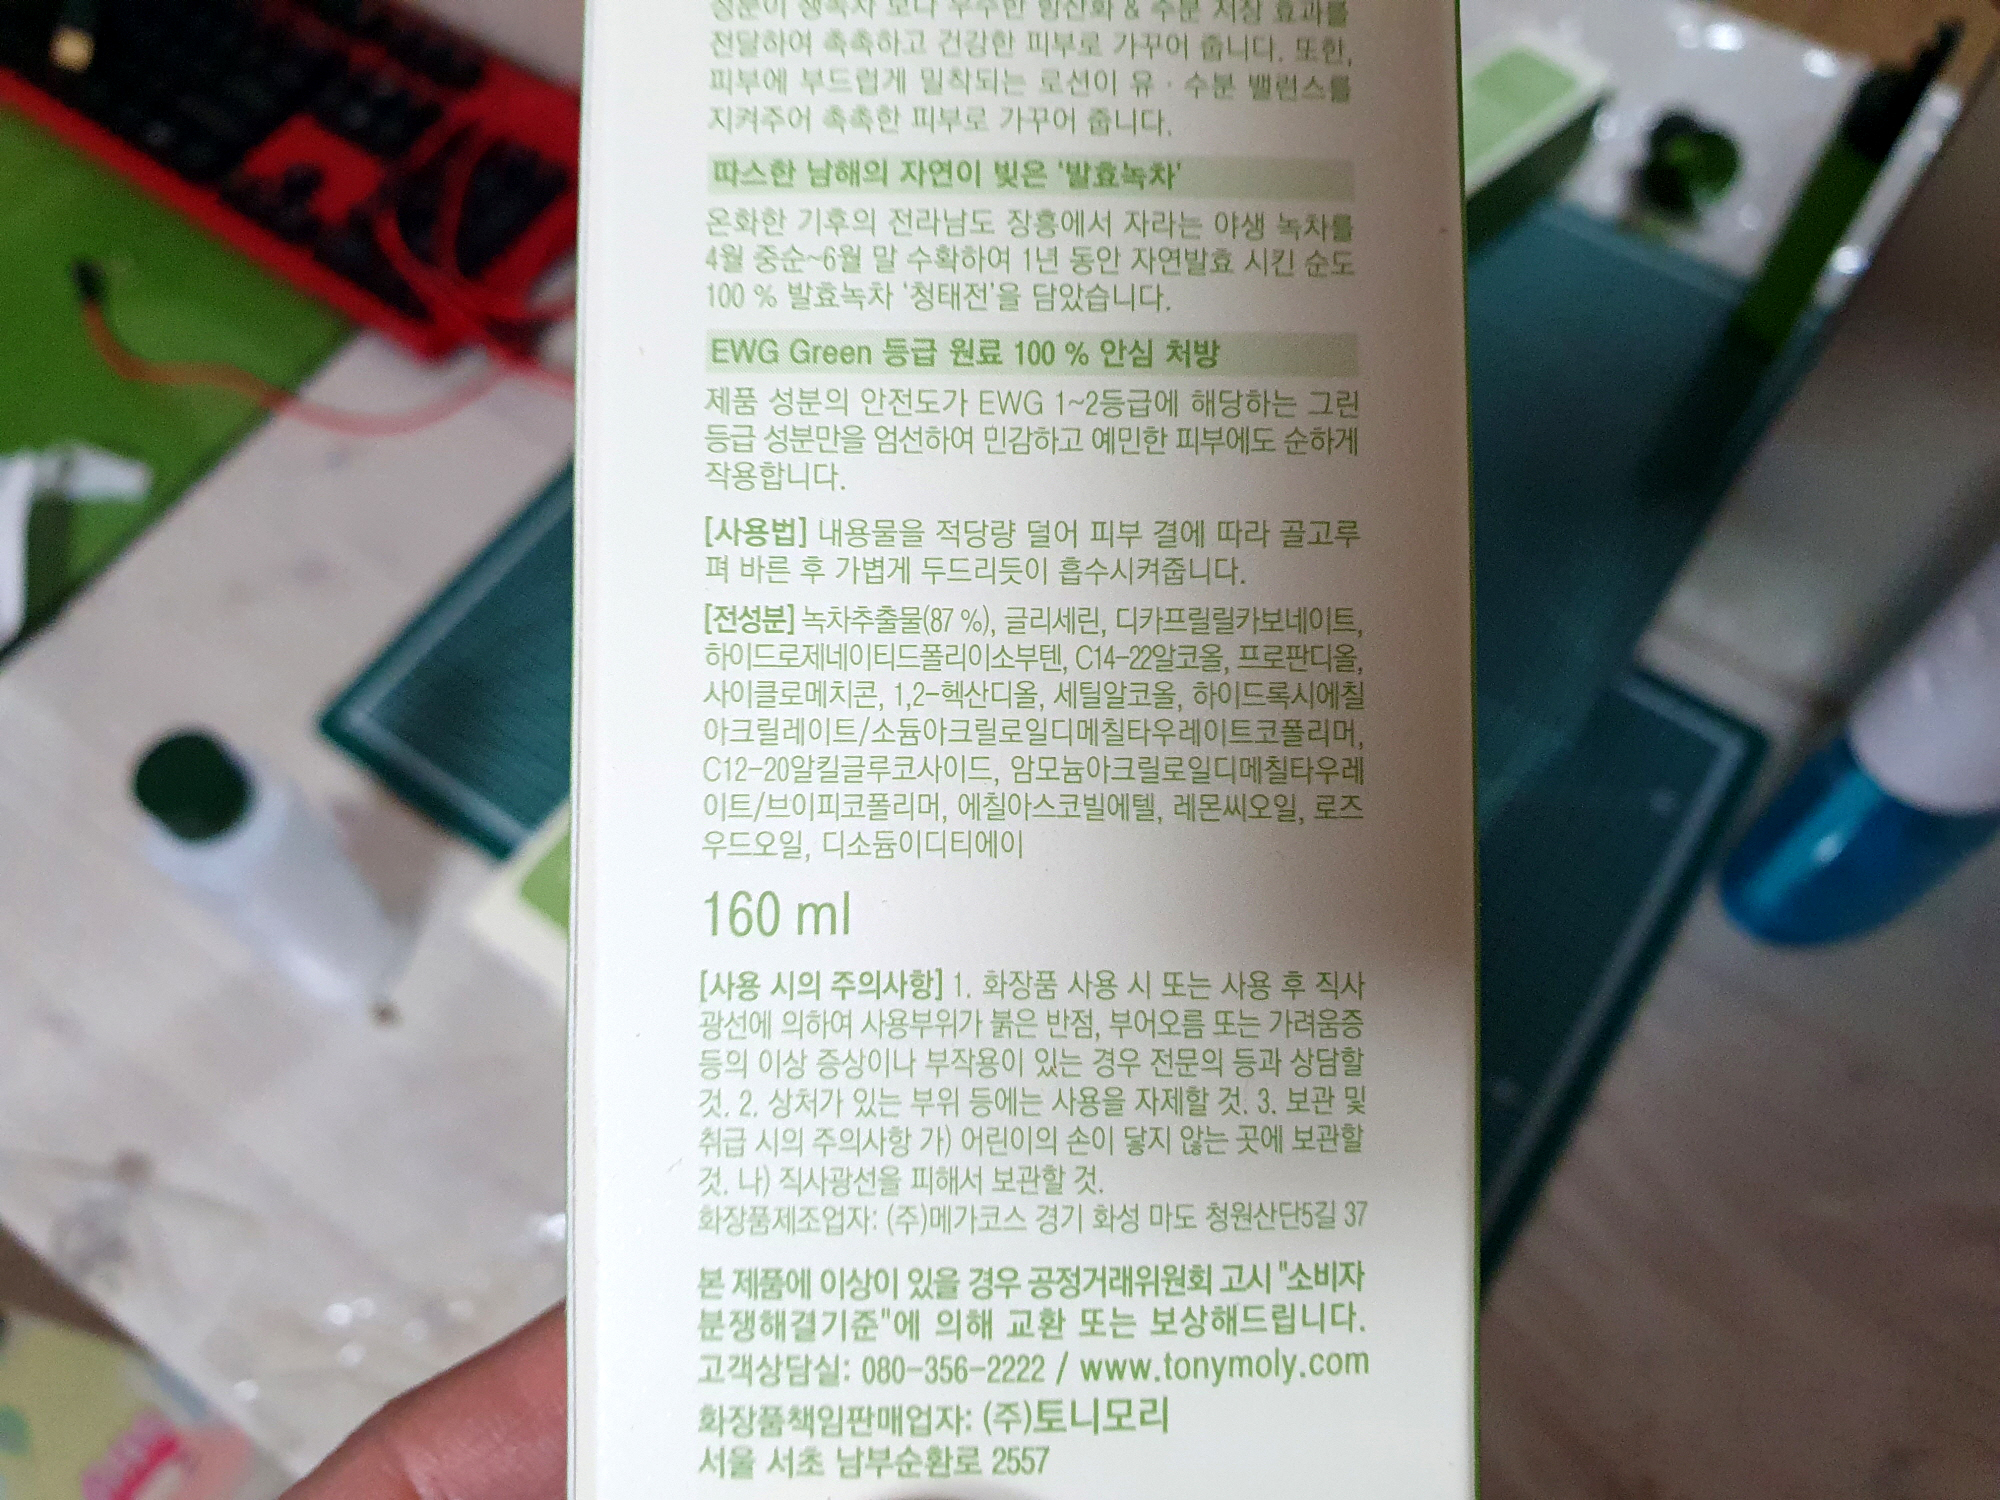 성분이 생녹차 보다 우수한 항산화 & 수분 저장 효과를
전달하여 촉촉하고 건강한 피부로 가꾸어 줍니다. 또한,
피부에 부드럽게 밀착되는 로션이 유 · 수분 밸런스를
지켜주어 촉촉한 피부로 가꾸어 줍니다.
따스한 남해의 자연이 빚은 '발효녹차'
온화한 기후의 전라남도 장흥에서 자라는 야생 녹차를
4월 중순~6월 말 수확하여 1년 동안 자연발효 시킨 순도
100 % 발효녹차 '청태전'을 담았습니다.
EWG Green 등급 원료 100 % 안심 처방
제품 성분의 안전도가 EWG 1~2등급에 해당하는 그린
등급 성분만을 엄선하여 민감하고 예민한 피부에도 순하게
작용합니다.
[사용법] 내용물을 적당량 덜어 피부 결에 따라 골고루
펴 바른 후 가볍게 두드리듯이 흡수시켜줍니다.
[전성분] 녹차추출물(87 %), 글리세린, 디카프릴릴카보네이트,
하이드로제네이티드폴리이소부텐, C14-22알코올, 프로판디올,
사이클로메치콘, 1,2-헥산디올, 세틸알코올, 하이드록시에칠
아크릴레이트/소듐아크릴로일디메칠타우레이트코폴리머,
C12-20알킬글루코사이드, 암모늄아크릴로일디메칠타우레
이트/브이피코폴리머, 에칠아스코빌에텔, 레몬씨오일, 로즈
우드오일, 디소듐이디티에이
160 ml
[사용 시의 주의사항] 1. 화장품 사용 시 또는 사용 후 직사
광선에 의하여 사용부위가 붉은 반점, 부어오름 또는 가려움증
등의 이상 증상이나 부작용이 있는 경우 전문의 등과 상담할
것. 2. 상처가 있는 부위 등에는 사용을 자제할 것. 3. 보관 및
취급 시의 주의사항 가) 어린이의 손이 닿지 않는 곳에 보관할
것. 나) 직사광선을 피해서 보관할 것.
화장품제조업자: (주)메가코스 경기 화성 마도 청원산단5길 37
본 제품에 이상이 있을 경우 공정거래위원회 고시 "소비자
분쟁해결기준"에 의해 교환 또는 보상해드립니다.
고객상담실: 080-356-2222 / www.tonymoly.com
화장품책임판매업자: (주)토니모리
서울 서초 남부순환로 2557